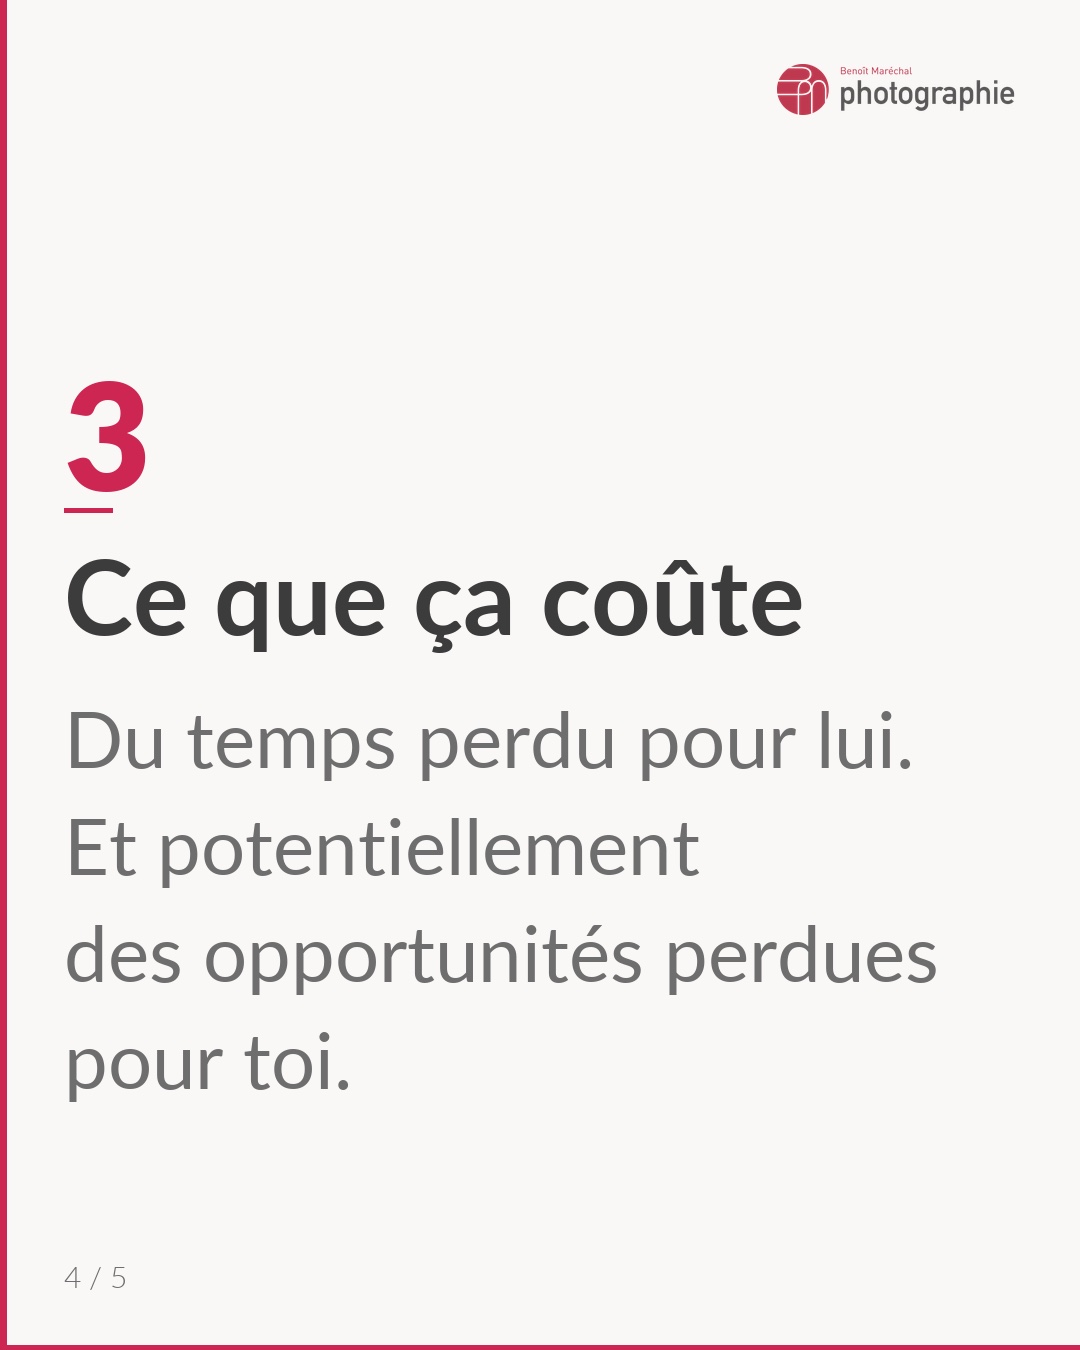 Benoît Maréchal
photographie
3
Ce que ça coûte
Du temps perdu pour lui.
Et potentiellement
des opportunités perdues
pour toi.
4 / 5